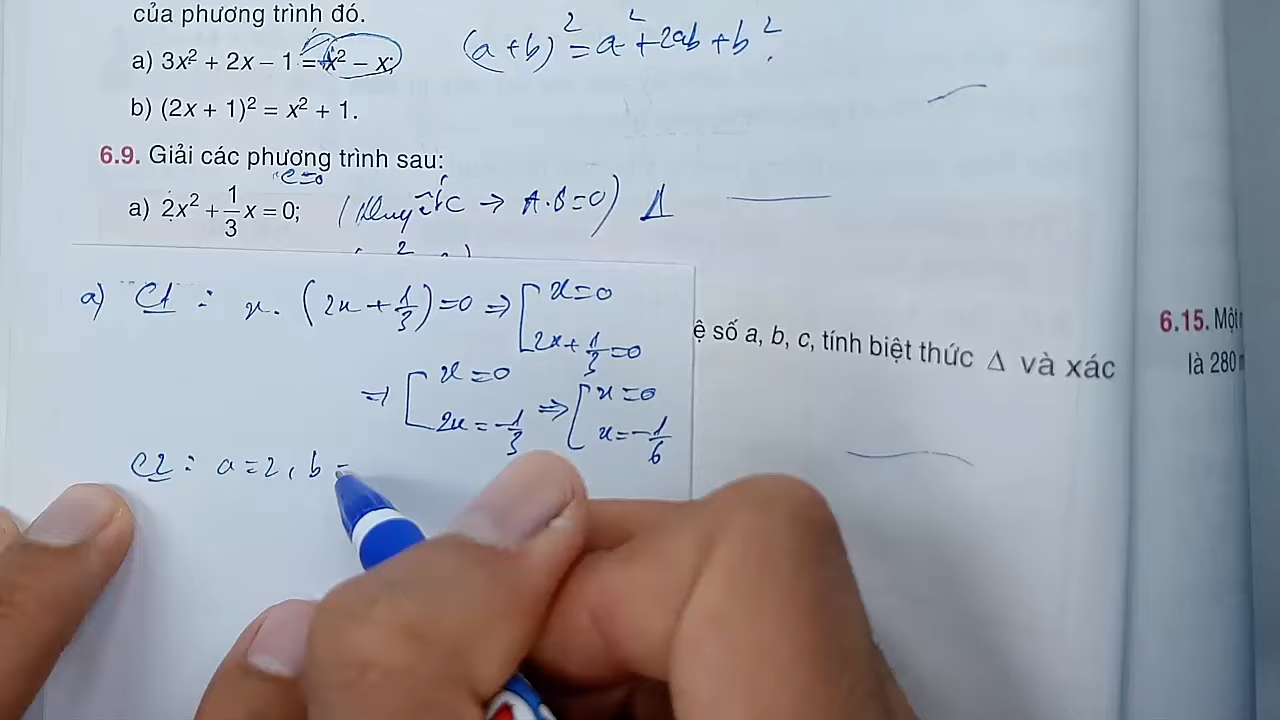 của phương trình đó.
a) 3x² + 2x – 1 = x² – x;
(a+b)² = a² + 2ab + b².
b) (2x + 1)² = x² + 1.
6.9. Giải các phương trình sau:
c=0
a) 2x² + 1/3 x = 0;
(Khuyết C → A.B=0) Δ
a) C1: x.(2x + 1/3) = 0 ⇒ [ x=0
2x + 1/3 = 0
⇒ [ x=0
2x = -1/3 ⇒ [ x=0
x = -1/6
C2: a=2, b=
ệ số a, b, c, tính biệt thức Δ và xác
6.15. Một
là 280